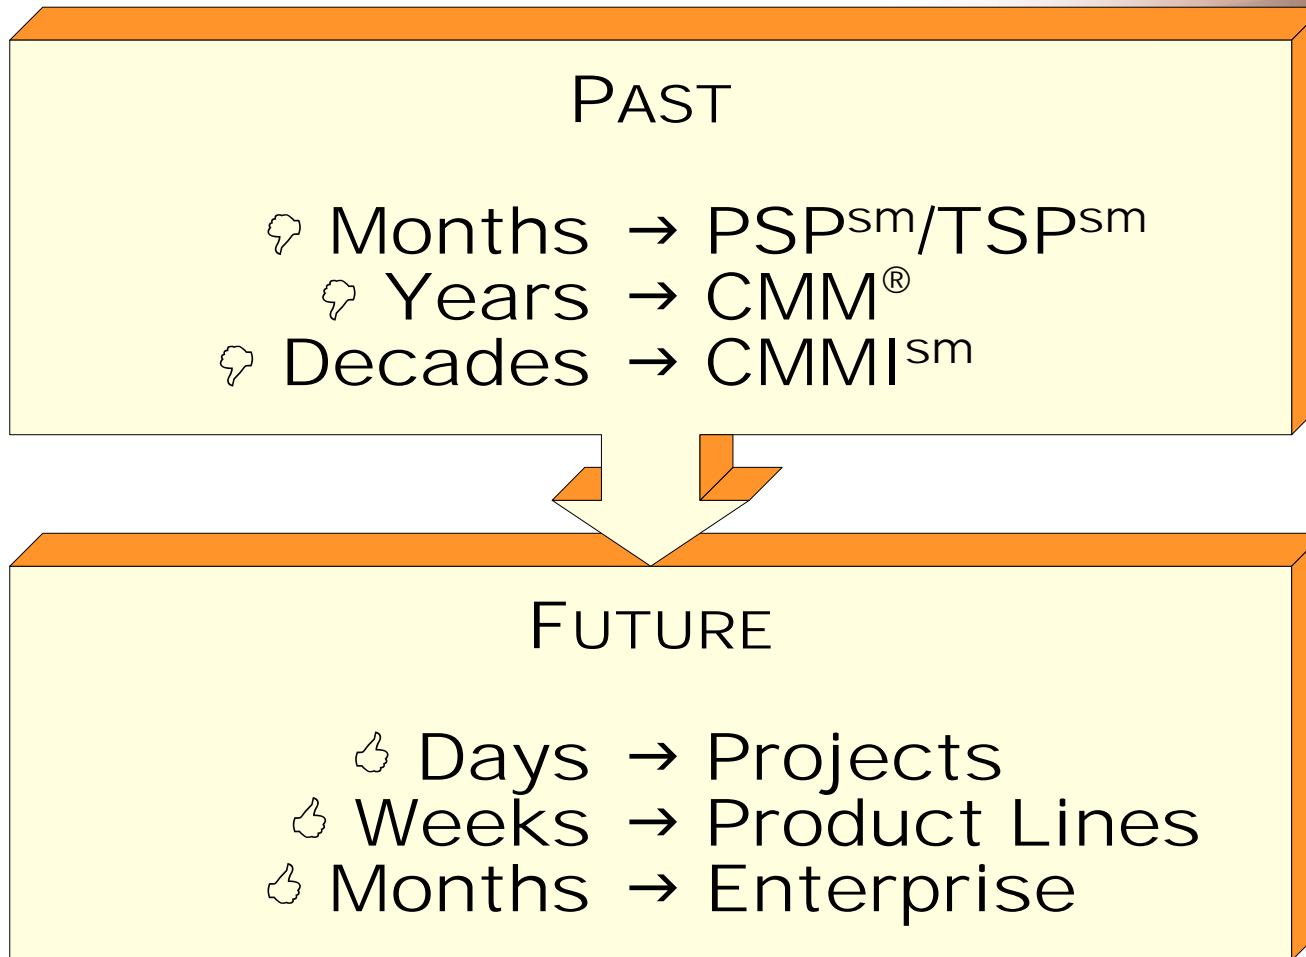 PAST
👎 Months → PSPsm/TSPsm
👎 Years → CMM®
👎 Decades → CMMIsm
FUTURE
👍 Days → Projects
👍 Weeks → Product Lines
👍 Months → Enterprise